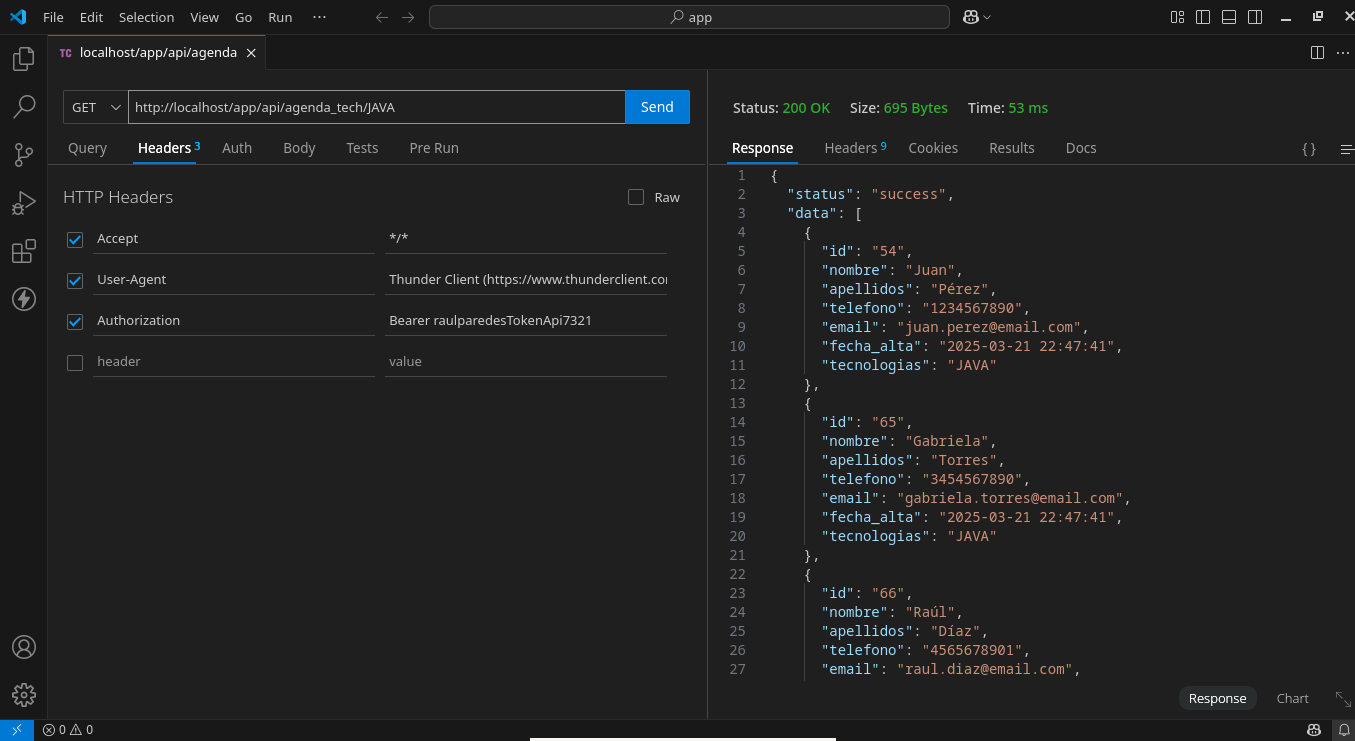 File Edit Selection View Go Run ··· app
TC localhost/app/api/agenda
GET http://localhost/app/api/agenda_tech/JAVA Send
Query Headers 3 Auth Body Tests Pre Run
HTTP Headers Raw
Accept */*
User-Agent Thunder Client (https://www.thunderclient.co
Authorization Bearer raulparedesTokenApi7321
header value
Status: 200 OK Size: 695 Bytes Time: 53 ms
Response Headers 9 Cookies Results Docs { }
1 {
2 "status": "success",
3 "data": [
4 {
5 "id": "54",
6 "nombre": "Juan",
7 "apellidos": "Pérez",
8 "telefono": "1234567890",
9 "email": "juan.perez@email.com",
10 "fecha_alta": "2025-03-21 22:47:41",
11 "tecnologias": "JAVA"
12 },
13 {
14 "id": "65",
15 "nombre": "Gabriela",
16 "apellidos": "Torres",
17 "telefono": "3454567890",
18 "email": "gabriela.torres@email.com",
19 "fecha_alta": "2025-03-21 22:47:41",
20 "tecnologias": "JAVA"
21 },
22 {
23 "id": "66",
24 "nombre": "Raúl",
25 "apellidos": "Díaz",
26 "telefono": "4565678901",
27 "email": "raul.diaz@email.com",
Response Chart
0 0